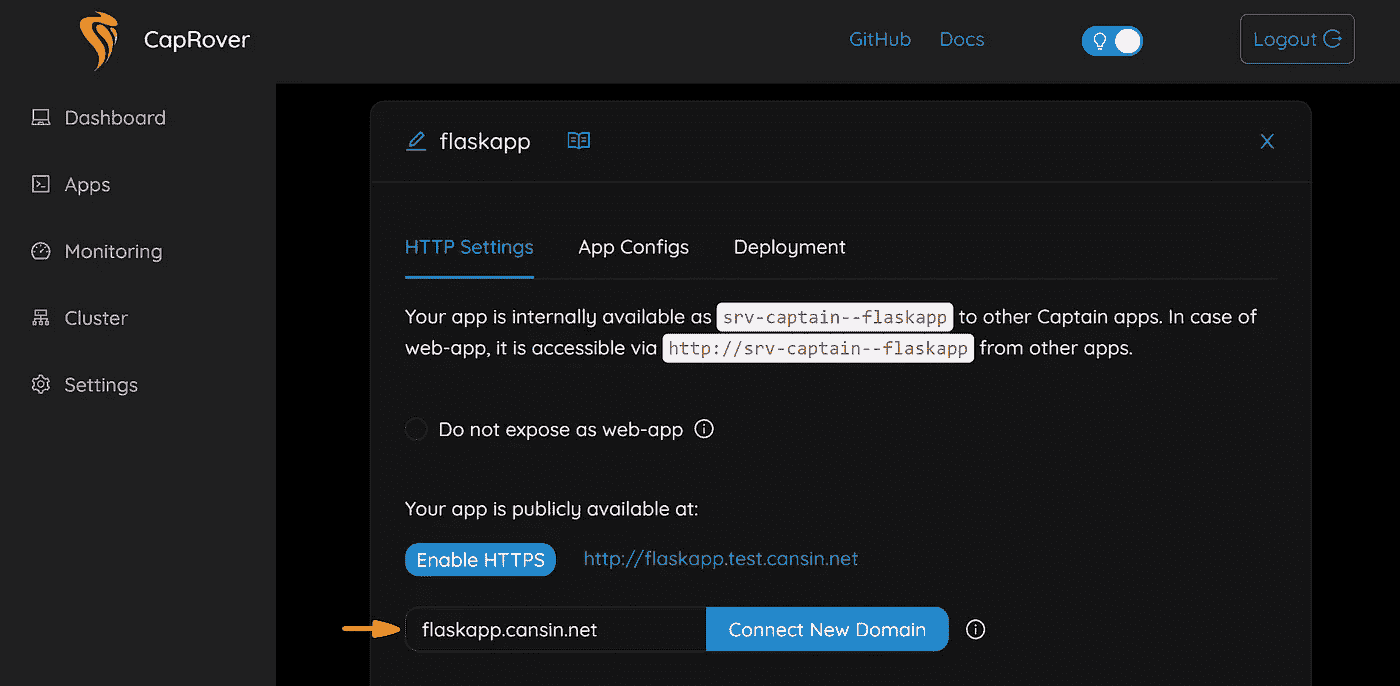 CapRover
GitHub
Docs
Logout
Dashboard
Apps
Monitoring
Cluster
Settings
flaskapp
HTTP Settings
App Configs
Deployment
Your app is internally available as srv-captain--flaskapp to other Captain apps. In case of
web-app, it is accessible via http://srv-captain--flaskapp from other apps.
Do not expose as web-app
Your app is publicly available at:
Enable HTTPS
http://flaskapp.test.cansin.net
flaskapp.cansin.net
Connect New Domain